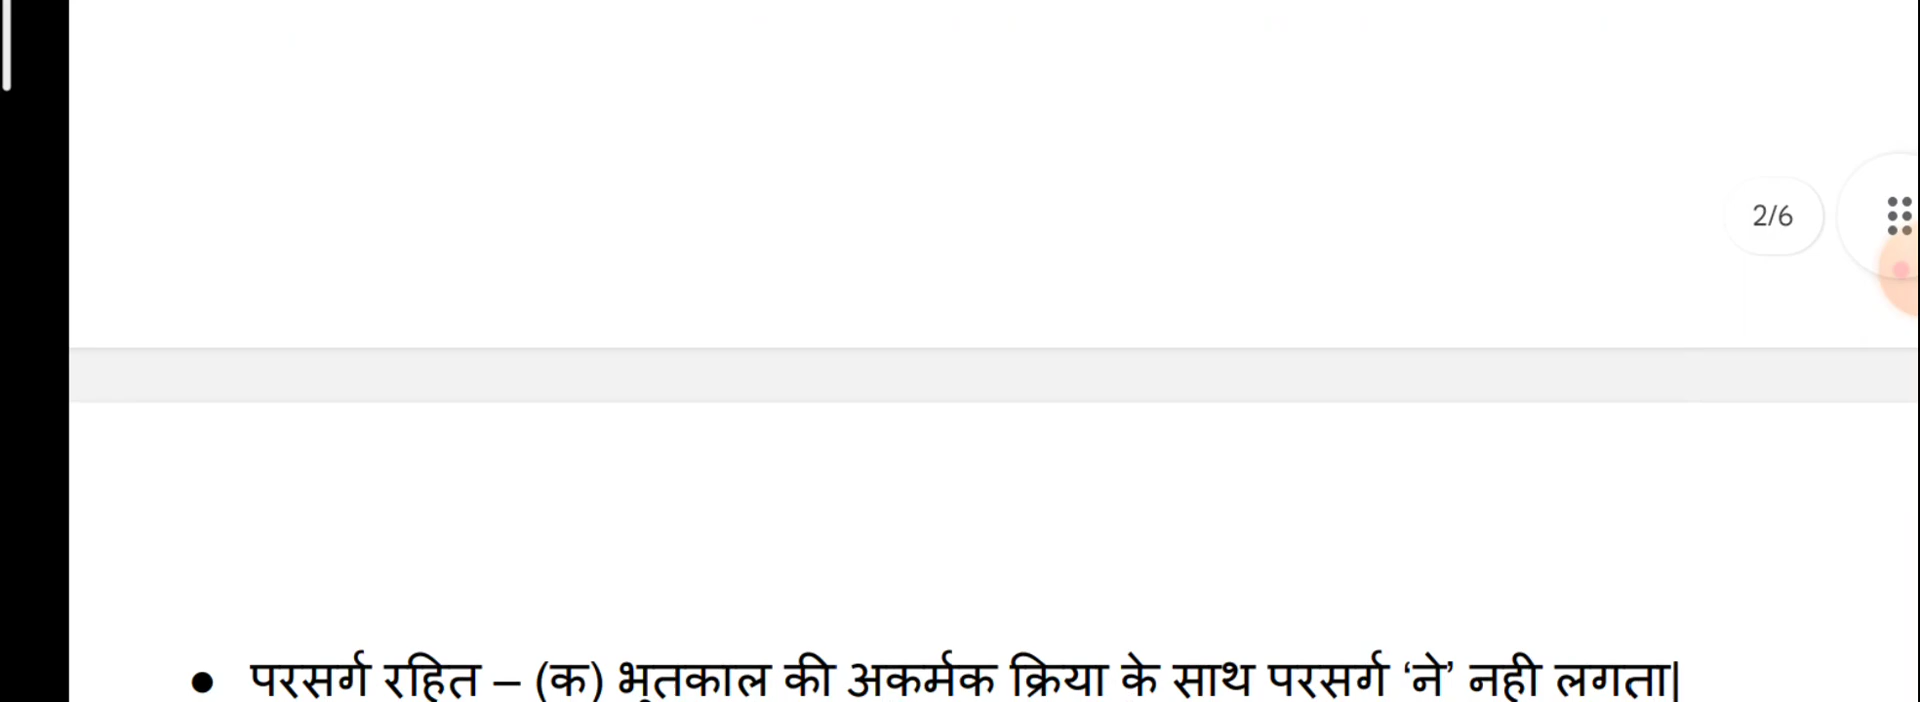 2/6
● परसर्ग रहित – (क) भूतकाल की अकर्मक क्रिया के साथ परसर्ग ‘ने’ नही लगता|